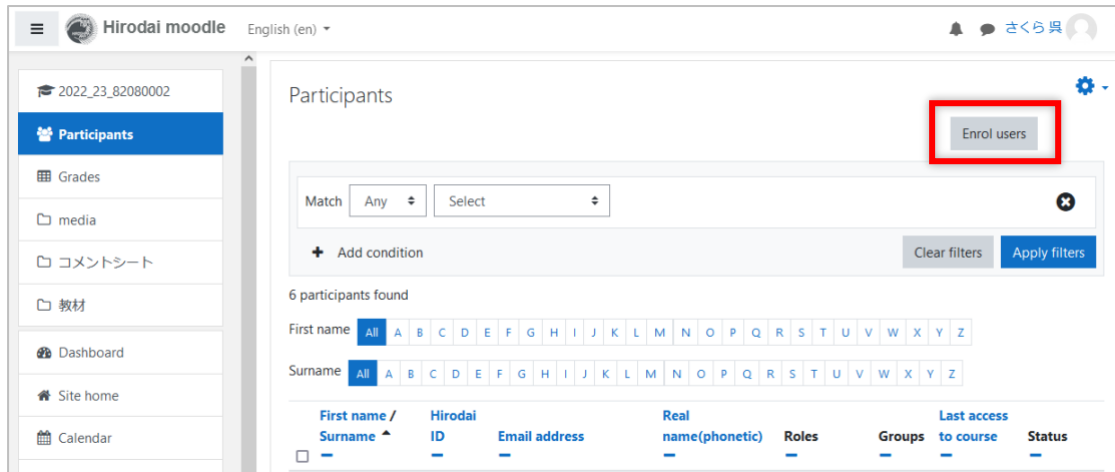 Hirodai moodle English (en) さくら 呉
2022_23_82080002
Participants
Grades
media
コメントシート
教材
Dashboard
Site home
Calendar
Participants
Enrol users
Match Any Select
Add condition
Clear filters Apply filters
6 participants found
First name All A B C D E F G H I J K L M N O P Q R S T U V W X Y Z
Surname All A B C D E F G H I J K L M N O P Q R S T U V W X Y Z
First name / Hirodai Real Last access
Surname ID Email address name(phonetic) Roles Groups to course Status